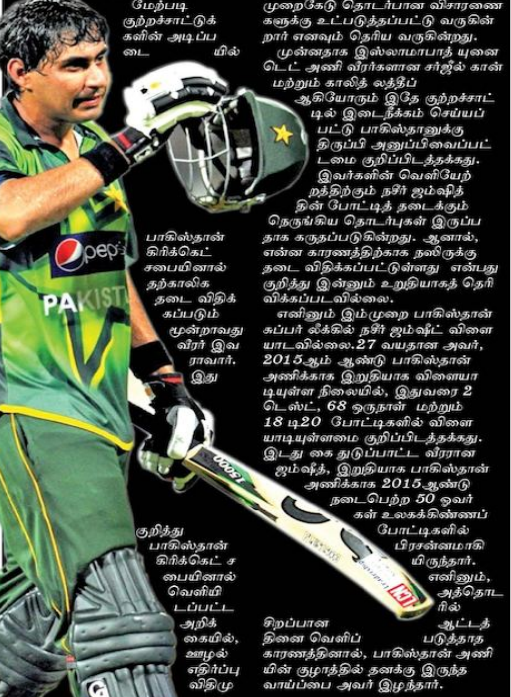 மேற்படி
குற்றச்சாட்டுக்
களின் அடிப்ப
டை யில்
பாகிஸ்தான்
கிரிக்கெட்
சபையினால்
தற்காலிக
தடை விதிக்
கப்படும்
மூன்றாவது
வீரர் இவ
ராவார்.
இது
குறித்து
பாகிஸ்தான்
கிரிக்கெட் ச
பையினால்
வெளியி
டப்பட்ட
அறிக்
கையில்,
ஊழல்
எதிர்ப்பு
விதிமு
முறைகேடு தொடர்பான விசாரணை
களுக்கு உட்படுத்தப்பட்டு வருகின்
றார் எனவும் தெரிய வருகின்றது.
முன்னதாக இஸ்லாமாபாத் யுனை
டெட் அணி வீரர்களான சர்ஜீல் கான்
மற்றும் காலித் லத்தீப்
ஆகியோரும் இதே குற்றச்சாட்
டில் இடைநீக்கம் செய்யப்
பட்டு பாகிஸ்தானுக்கு
திருப்பி அனுப்பிவைப்பட்
டமை குறிப்பிடத்தக்கது.
இவர்களின் வெளியேற்
றத்திற்கும் நசீர் ஜம்ஷித்
தின் போட்டித் தடைக்கும்
நெருங்கிய தொடர்புகள் இருப்ப
தாக கருதப்படுகின்றது. ஆனால்,
என்ன காரணத்திற்காக நஸிருக்கு
தடை விதிக்கப்பட்டுள்ளது என்பது
குறித்து இன்னும் உறுதியாகத் தெரி
விக்கபடவில்லை.
எனினும் இம்முறை பாகிஸ்தான்
சுப்பர் லீக்கில் நசீர் ஜம்ஷீட் விளை
யாடவில்லை.27 வயதான அவர்,
2015ஆம் ஆண்டு பாகிஸ்தான்
அணிக்காக இறுதியாக விளையா
டியுள்ள நிலையில், இதுவரை 2
டெஸ்ட், 68 ஒருநாள் மற்றும்
18 டி20 போட்டிகளில் விளை
யாடியுள்ளமை குறிப்பிடத்தக்கது.
இடது கை துடுப்பாட்ட வீரரான
ஜம்ஷீத், இறுதியாக பாகிஸ்தான்
அணிக்காக 2015ஆண்டு
நடைபெற்ற 50 ஓவர்
கள் உலகக்கிண்ணப்
போட்டிகளில்
பிரசன்னமாகி
யிருந்தார்.
எனினும்,
அத்தொட
ரில்
சிறப்பான ஆட்டத்
தினை வெளிப் படுத்தாத
காரணத்தினால், பாகிஸ்தான் அணி
யின் குழாத்தில் தனக்கு இருந்த
வாய்ப்பை அவர் இழந்தார்.
pepsi
PAKIST
13000
LCN
G